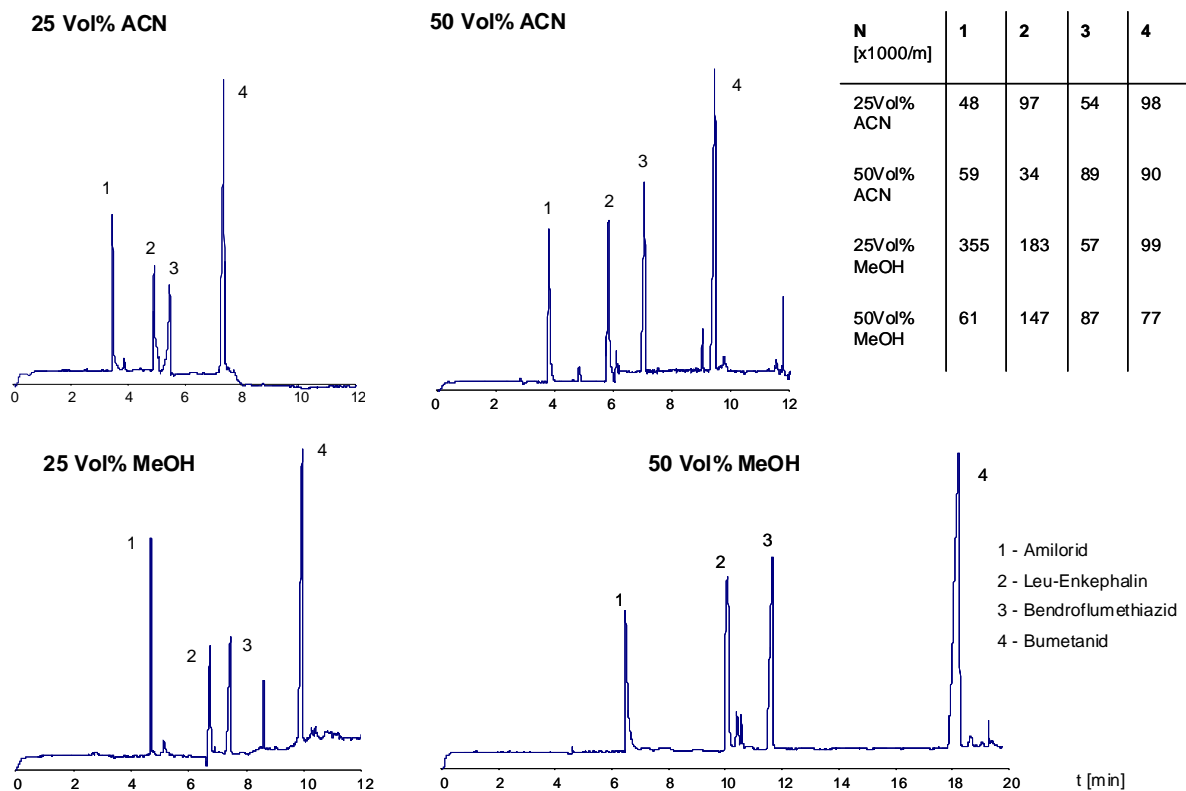 25 Vol% ACN
4
1
2
3
0 2 4 6 8 10 12
50 Vol% ACN
4
3
2
1
0 2 4 6 8 10 12
N 1 2 3 4
[x1000/m]
25Vol% 48 97 54 98
ACN
50Vol% 59 34 89 90
ACN
25Vol% 355 183 57 99
MeOH
50Vol% 61 147 87 77
MeOH
25 Vol% MeOH
4
1
2
3
0 2 4 6 8 10 12
50 Vol% MeOH
4
3
2
1
0 2 4 6 8 10 12 14 16 18 20
t [min]
1 - Amilorid
2 - Leu-Enkephalin
3 - Bendroflumethiazid
4 - Bumetanid